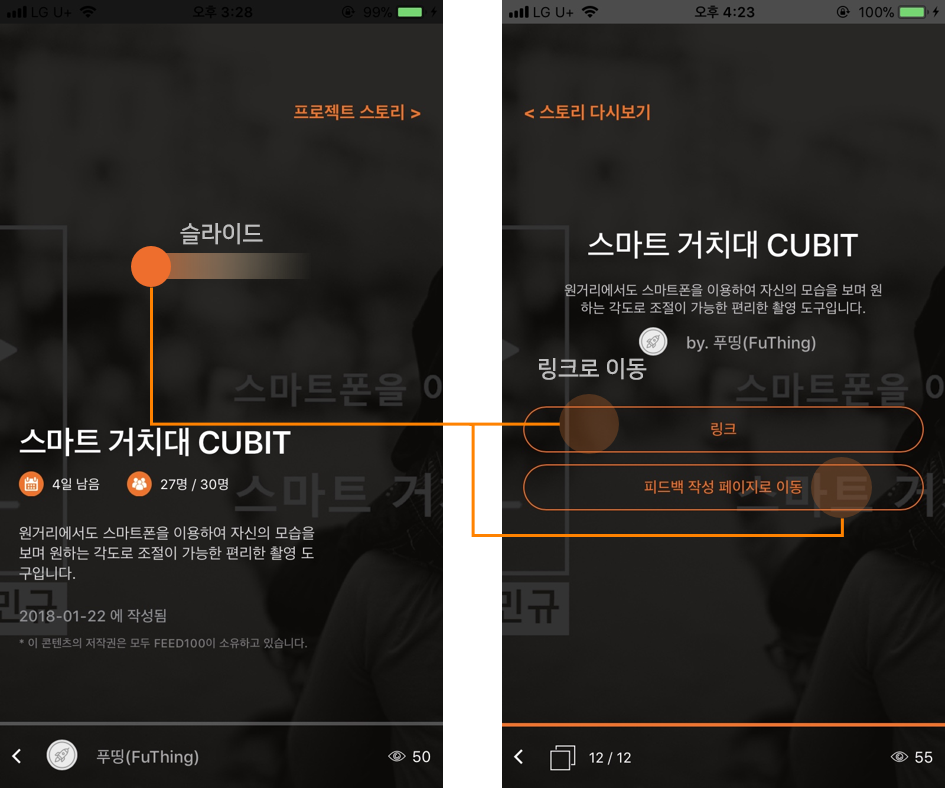 LG U+ 오후 3:28 99%
프로젝트 스토리 >
슬라이드
스마트폰을 이
스마트 거치대 CUBIT
4일 남음 27명 / 30명
스마트 거
원거리에서도 스마트폰을 이용하여 자신의 모습을
보며 원하는 각도로 조절이 가능한 편리한 촬영 도
구입니다.
민규
2018-01-22 에 작성됨
* 이 콘텐츠의 저작권은 모두 FEED100이 소유하고 있습니다.
푸띵(FuThing) 50
LG U+ 오후 4:23 100%
< 스토리 다시보기
스마트 거치대 CUBIT
원거리에서도 스마트폰을 이용하여 자신의 모습을 보며 원
하는 각도로 조절이 가능한 편리한 촬영 도구입니다.
by. 푸띵(FuThing)
링크로 이동
스마트폰을 이
링크
피드백 작성 페이지로 이동
스마트 거
민규
12 / 12 55